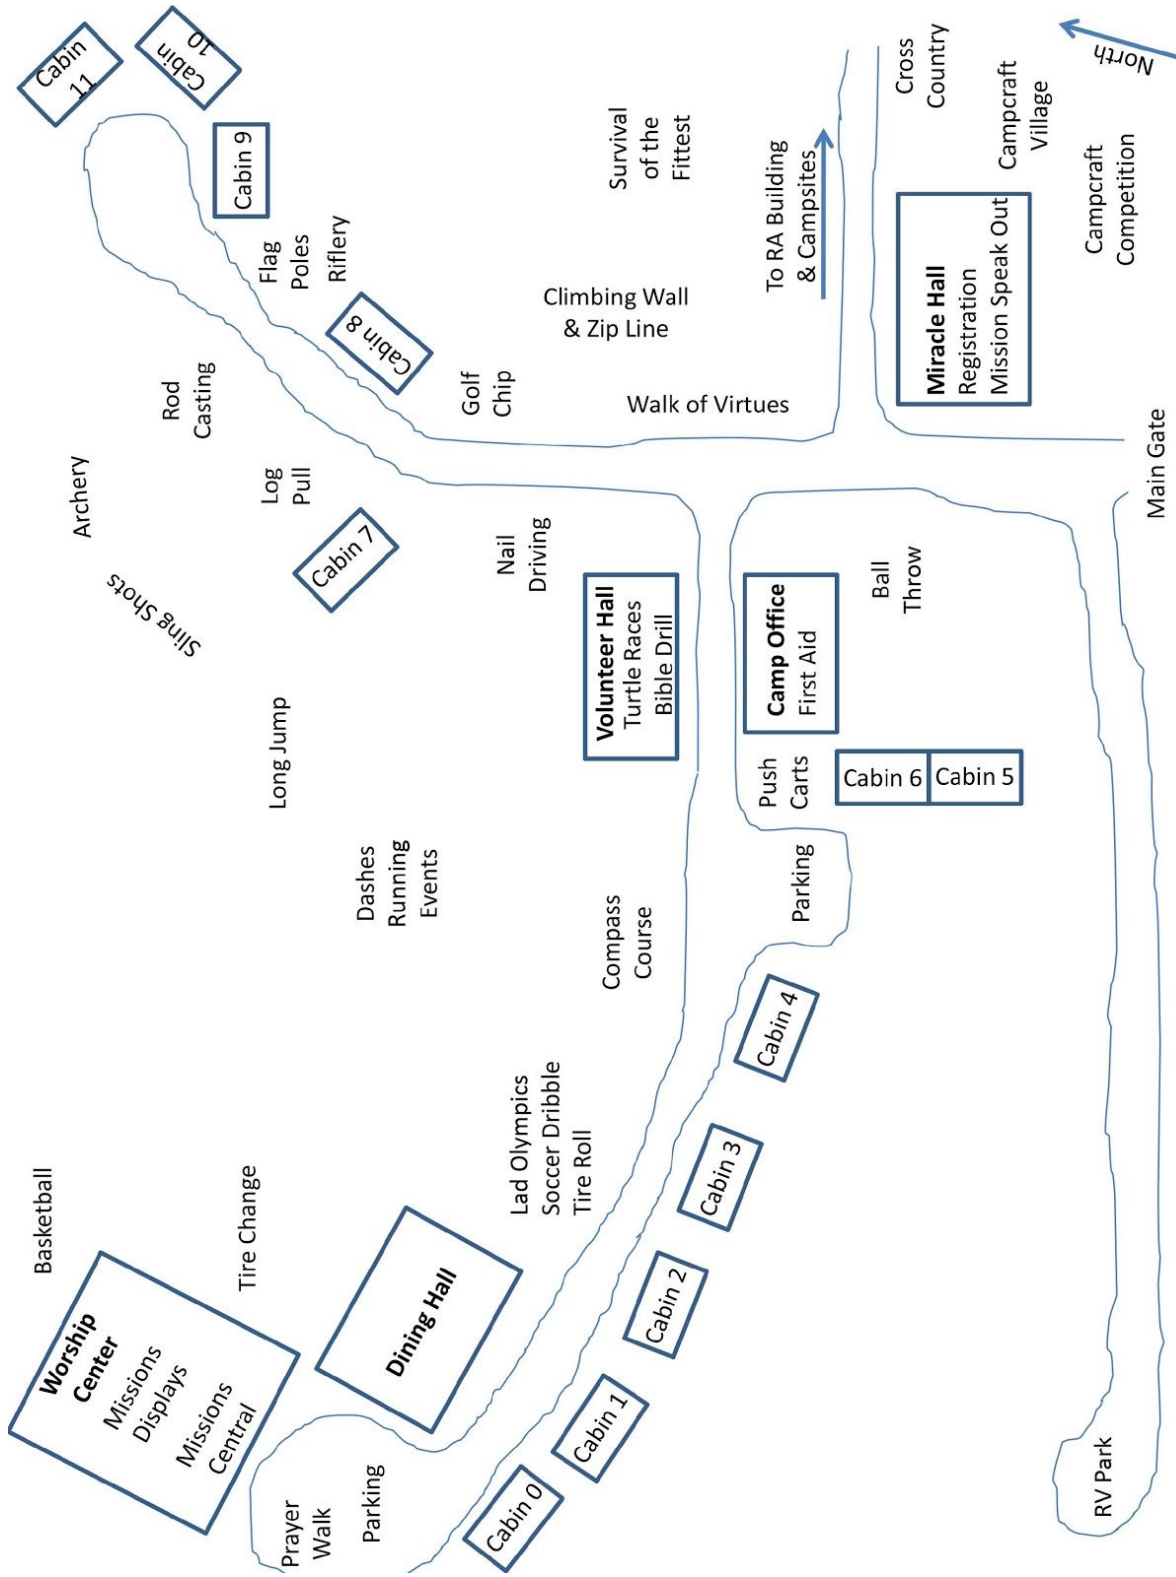 Cabin
11
Cabin
10
Cabin 9
Flag
Poles
Riflery
Cabin 8
Rod
Casting
Golf
Chip
Archery
Log
Pull
Cabin 7
Sling Shots
Nail
Driving
Long Jump
Dashes
Running
Events
Survival
of the
Fittest
Climbing Wall
& Zip Line
Walk of Virtues
To RA Building
& Campsites
Cross
Country
Campcraft
Village
Campcraft
Competition
North
Miracle Hall
Registration
Mission Speak Out
Main Gate
Volunteer Hall
Turtle Races
Bible Drill
Camp Office
First Aid
Ball
Throw
Push
Carts
Cabin 6
Cabin 5
Parking
Compass
Course
Cabin 4
Cabin 3
Cabin 2
Cabin 1
Cabin 0
Lad Olympics
Soccer Dribble
Tire Roll
Basketball
Tire Change
Worship
Center
Missions
Displays
Missions
Central
Dining Hall
Prayer
Walk
Parking
RV Park